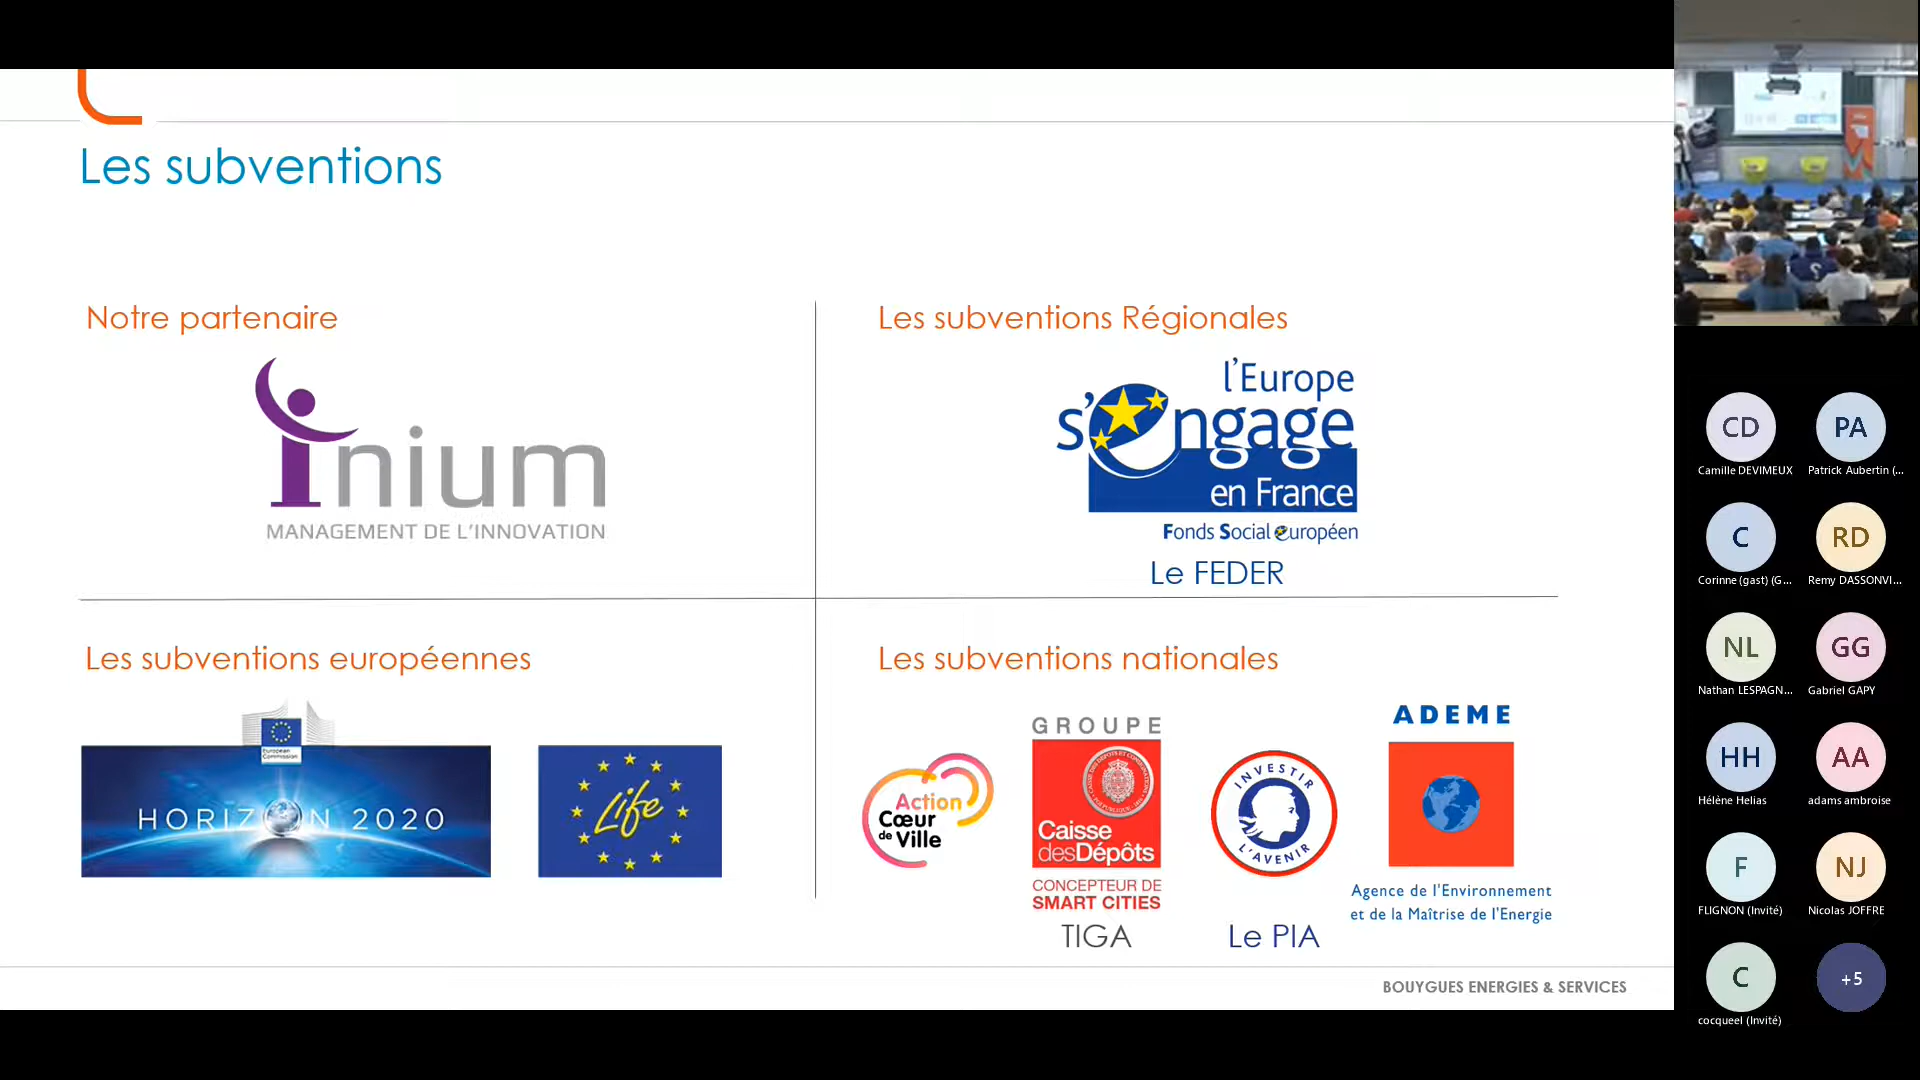 Les subventions
Notre partenaire
inium
MANAGEMENT DE L'INNOVATION
Les subventions Régionales
l'Europe
s'engage
en France
Fonds Social européen
Le FEDER
Les subventions européennes
European
Commission
HORIZON 2020
Life
Les subventions nationales
Action
Cœur
de Ville
GROUPE
Caisse
desDépôts
CONCEPTEUR DE
SMART CITIES
TIGA
INVESTIR
L'AVENIR
Le PIA
ADEME
Agence de l'Environnement
et de la Maîtrise de l'Energie
BOUYGUES ENERGIES & SERVICES
CD
PA
Camille DEVIMEUX
Patrick Aubertin (...
C
RD
Corinne (gast) (G...
Remy DASSONVI...
NL
GG
Nathan LESPAGN...
Gabriel GAPY
HH
AA
Hélène Helias
adams ambroise
F
NJ
FLIGNON (Invité)
Nicolas JOFFRE
C
+5
cocqueel (Invité)